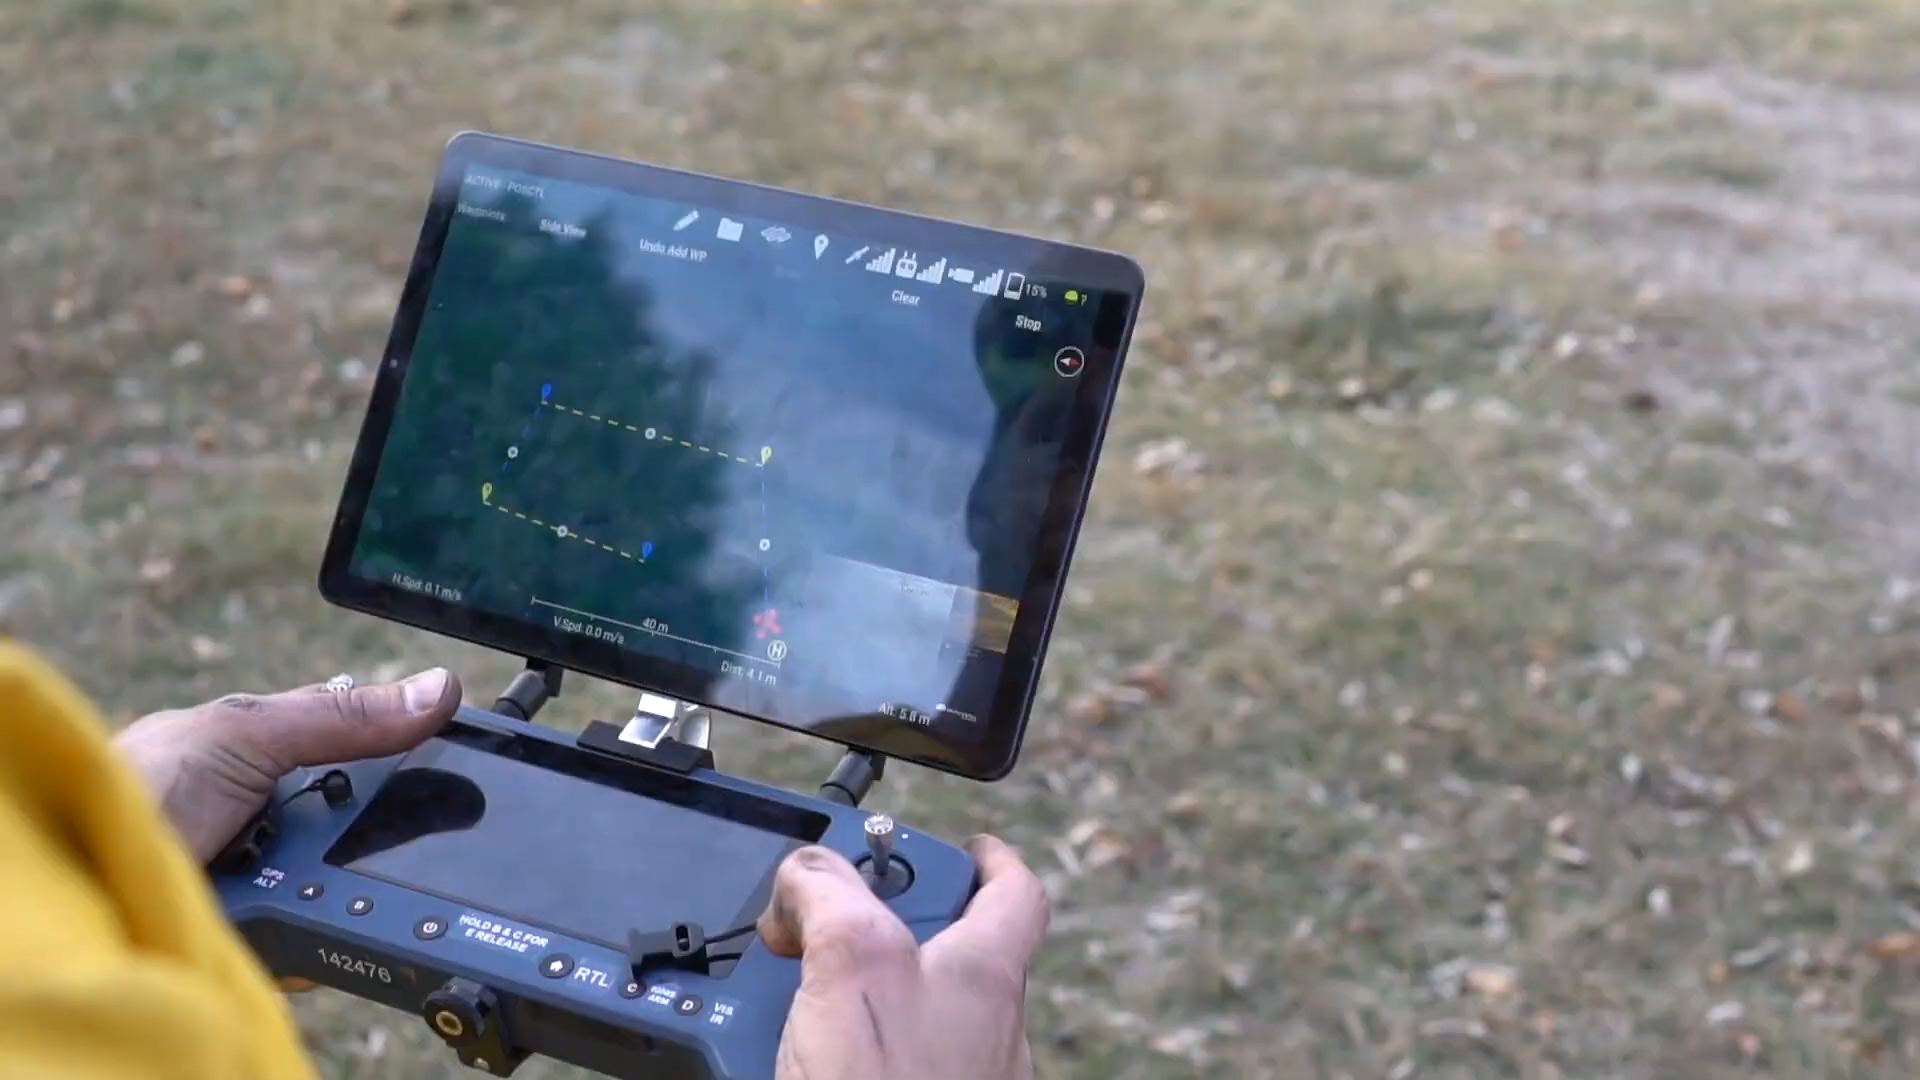 ACTIVE - POSCTL
Waypoints
Side View
Undo Add WP
Clear
15%
?
Stop
H.Spd: 0.1 m/s
40 m
V.Spd: 0.0 m/s
H
Dist: 4.1 m
Alt: 5.8 m
GPS
ALT
A
B
HOLD B & C FOR
E RELEASE
142476
RTL
C
ARM
D
VIS
IR